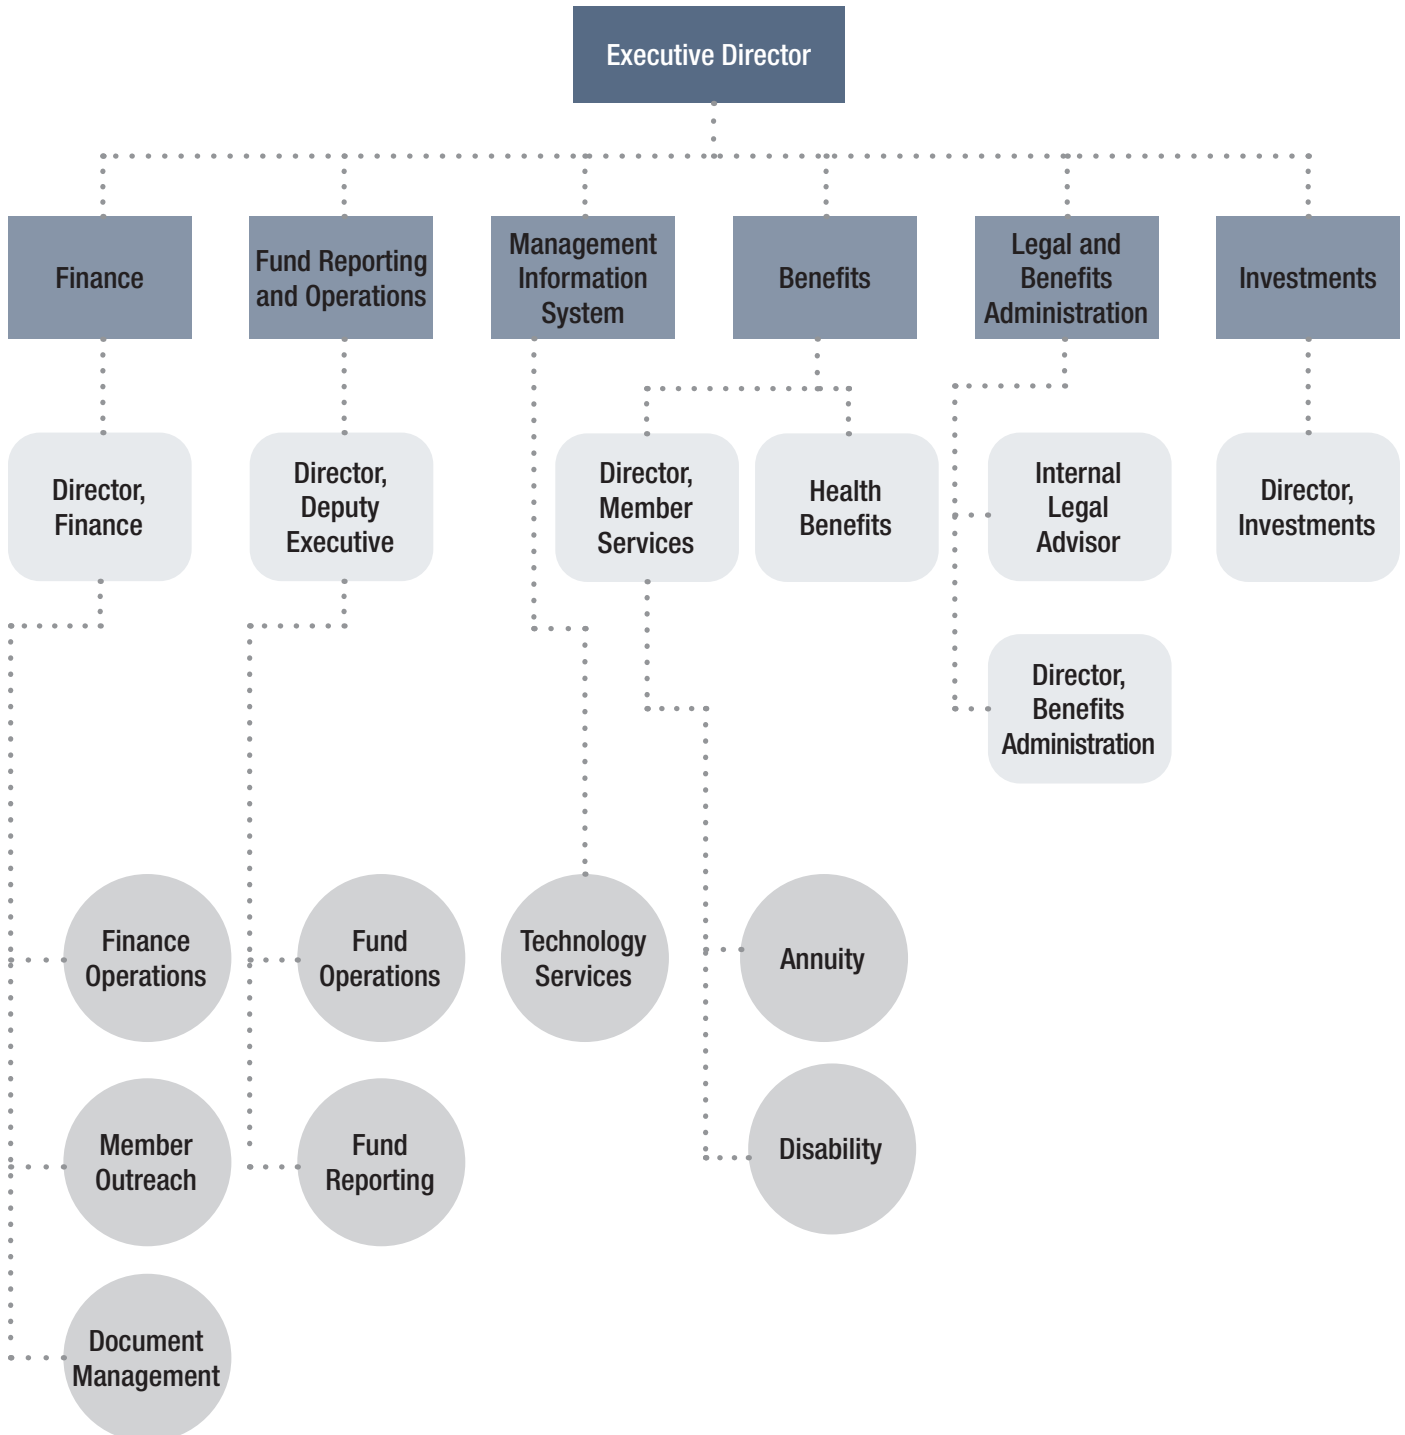 Executive Director
Finance
Fund Reporting
and Operations
Management
Information
System
Benefits
Legal and
Benefits
Administration
Investments
Director,
Finance
Director,
Deputy
Executive
Director,
Member
Services
Health
Benefits
Internal
Legal
Advisor
Director,
Investments
Director,
Benefits
Administration
Finance
Operations
Fund
Operations
Technology
Services
Annuity
Member
Outreach
Fund
Reporting
Disability
Document
Management